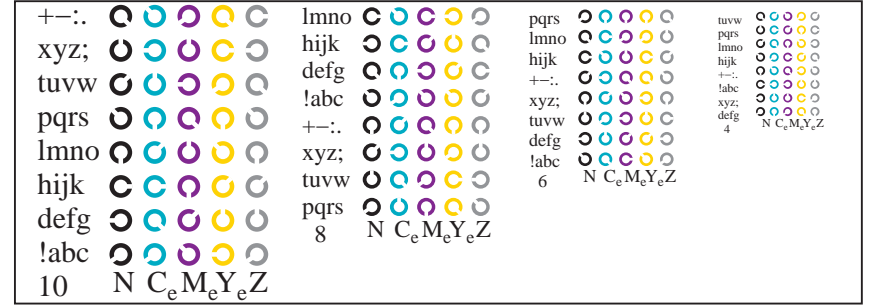 +−:.
xyz;
tuvw
pqrs
lmno
hijk
defg
!abc
10 N CeMeYeZ
lmno
hijk
defg
!abc
+−:.
xyz;
tuvw
pqrs
8 N CeMeYeZ
pqrs
lmno
hijk
+−:.
xyz;
tuvw
defg
!abc
6 N CeMeYeZ
tuvw
pqrs
lmno
hijk
+−:.
!abc
xyz;
defg
4 N CeMeYeZ